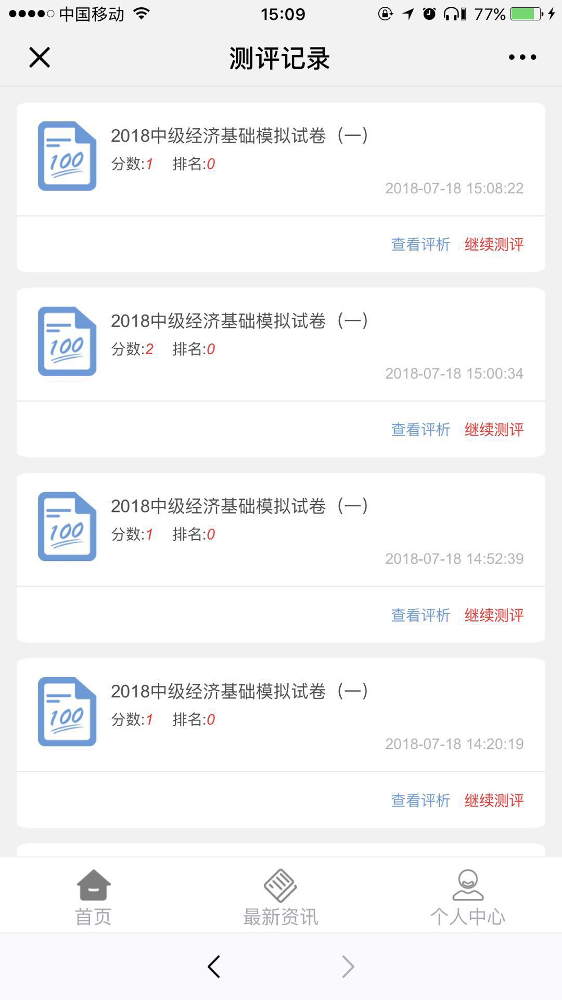 中国移动 15:09 77%
测评记录
2018中级经济基础模拟试卷（一）
100
分数:1 排名:0
2018-07-18 15:08:22
查看评析 继续测评
2018中级经济基础模拟试卷（一）
100
分数:2 排名:0
2018-07-18 15:00:34
查看评析 继续测评
2018中级经济基础模拟试卷（一）
100
分数:1 排名:0
2018-07-18 14:52:39
查看评析 继续测评
2018中级经济基础模拟试卷（一）
100
分数:1 排名:0
2018-07-18 14:20:19
查看评析 继续测评
首页 最新资讯 个人中心